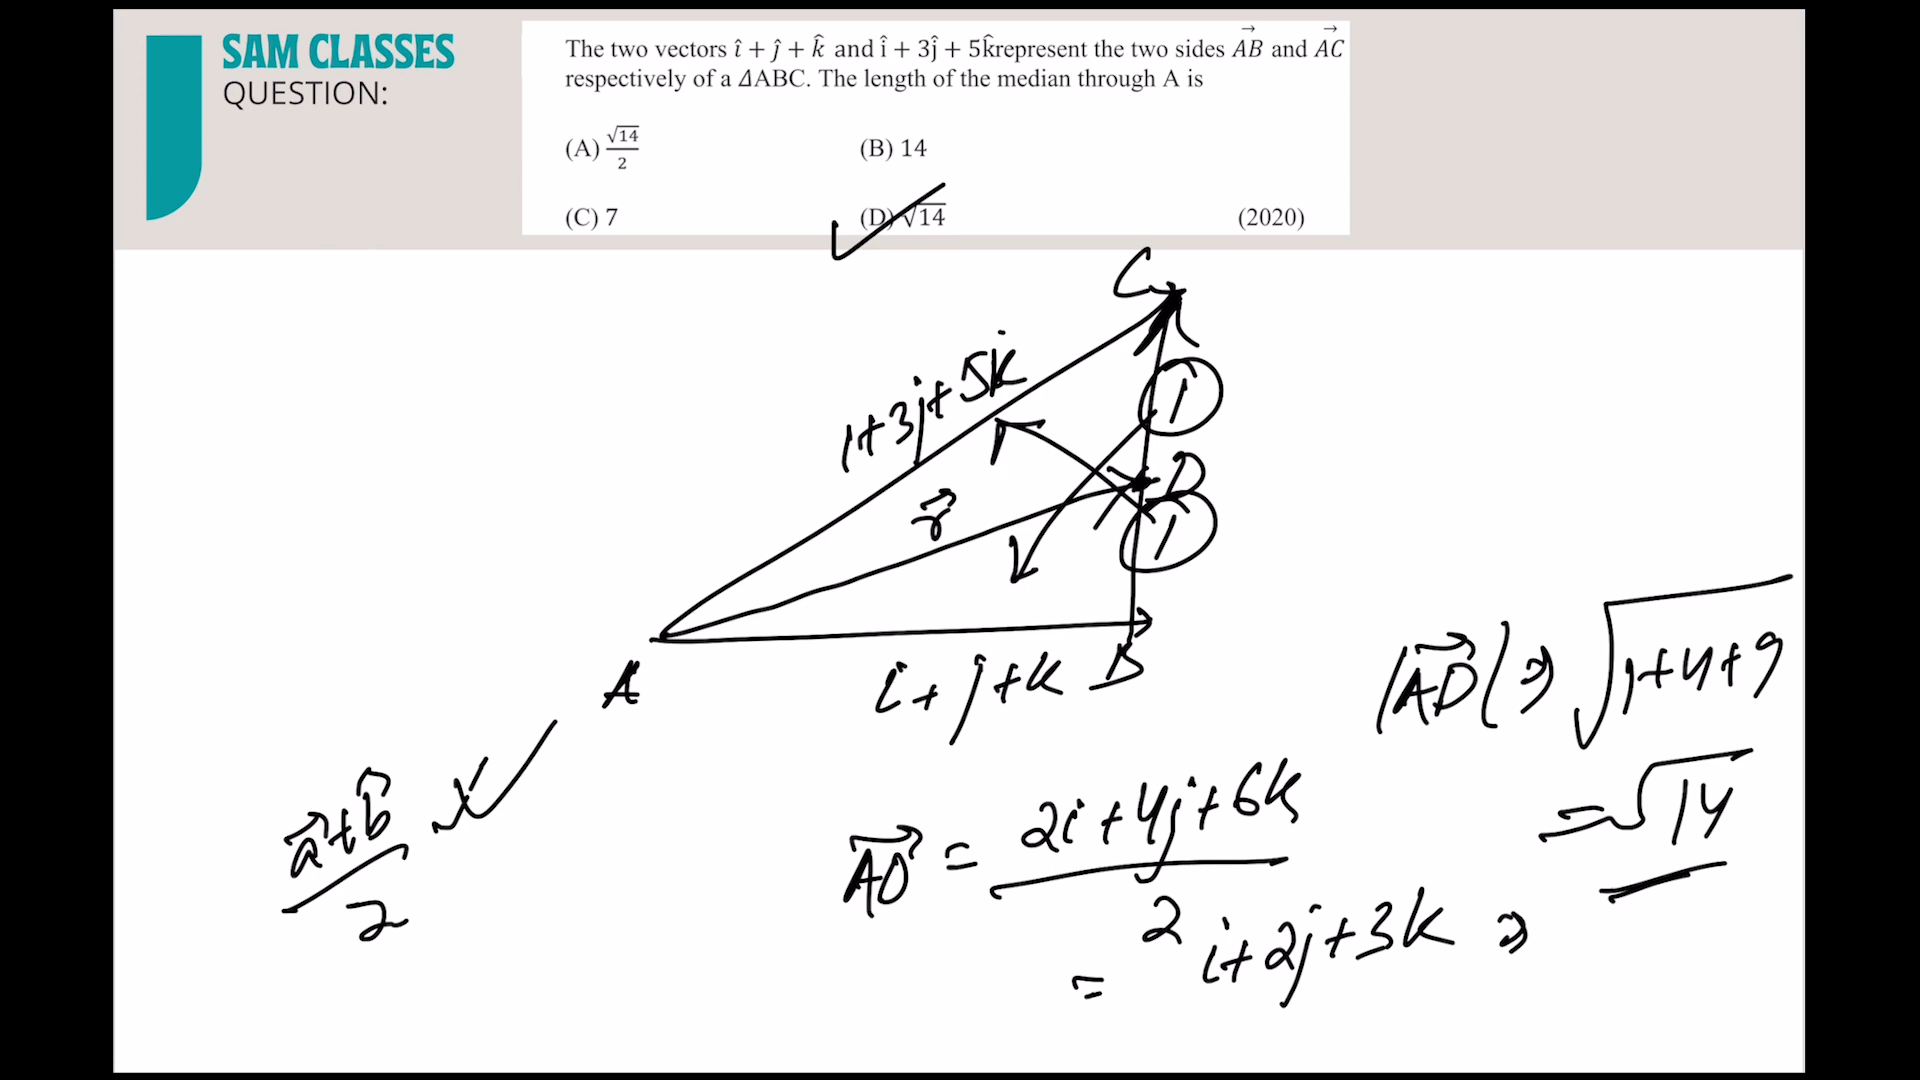 SAM CLASSES
QUESTION:
The two vectors î + ĵ + k̂ and î + 3ĵ + 5k̂represent the two sides A⃗B⃗ and A⃗C⃗
respectively of a ΔABC. The length of the median through A is
(A) √14/2 (B) 14
(C) 7 (D) √14 (2020)
C
i+3j+5k
1
D
r⃗
1
A
i+j+k B
|AD| ⇒ √1+4+9
= √14
a⃗+b⃗/2
AD = 2i+4j+6k/2
= i+2j+3k ⇒